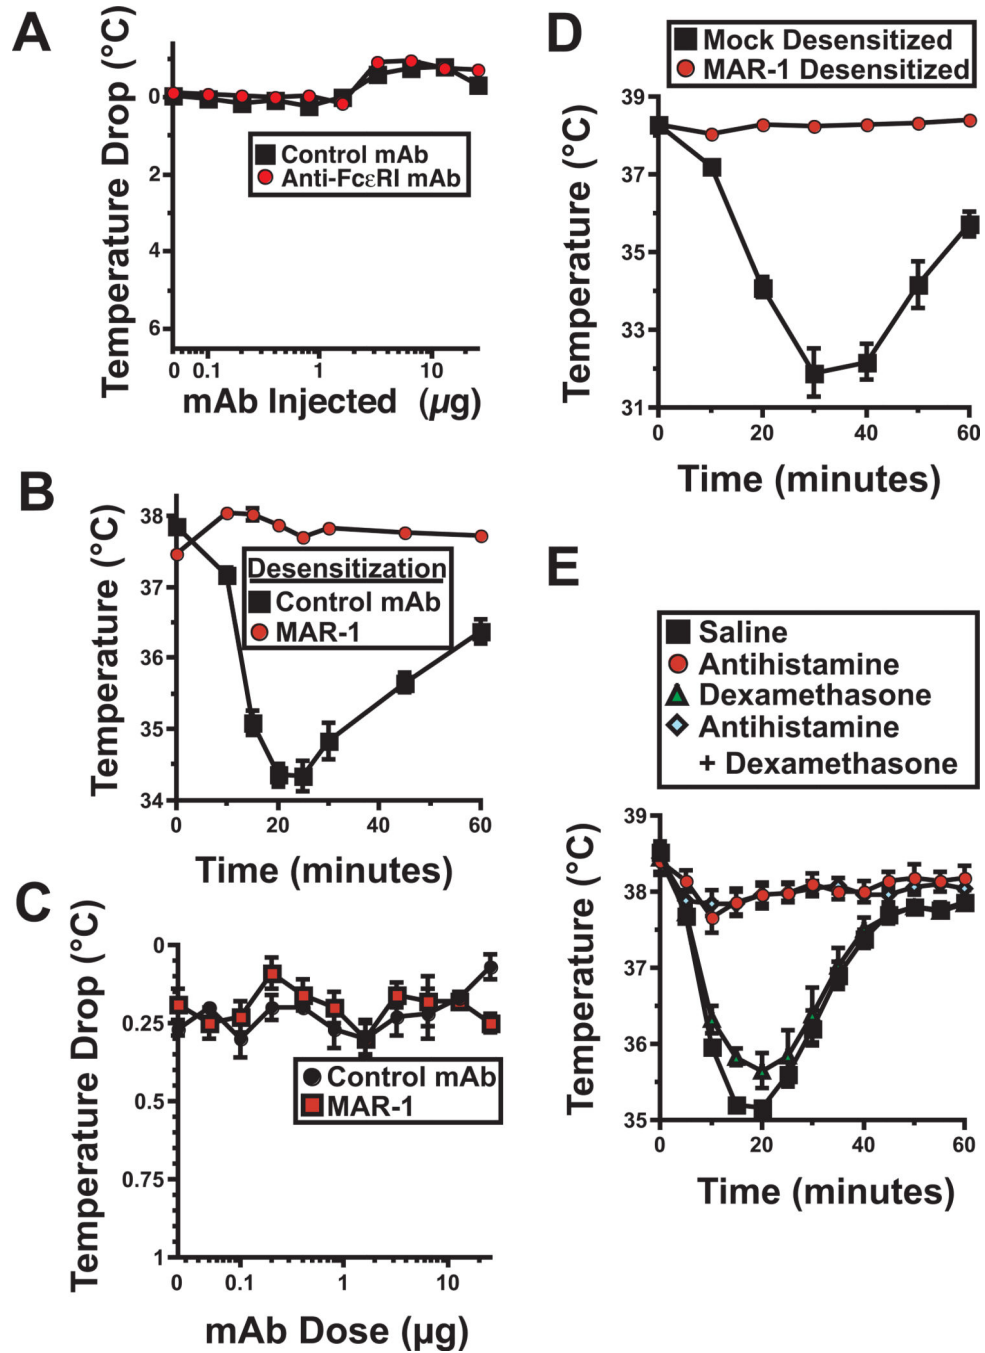 A
Temperature Drop (°C)
0
2
4
6
Control mAb
Anti-FcεRI mAb
0 0.1 1 10
mAb Injected (µg)
B
Temperature (°C)
38
37
36
35
34
Desensitization
Control mAb
MAR-1
0 20 40 60
Time (minutes)
C
Temperature Drop (°C)
0
0.25
0.5
0.75
1
Control mAb
MAR-1
0 0.1 1 10
mAb Dose (µg)
D
Mock Desensitized
MAR-1 Desensitized
Temperature (°C)
39
37
35
33
31
0 20 40 60
Time (minutes)
E
Saline
Antihistamine
Dexamethasone
Antihistamine
+ Dexamethasone
Temperature (°C)
39
38
37
36
35
0 20 40 60
Time (minutes)